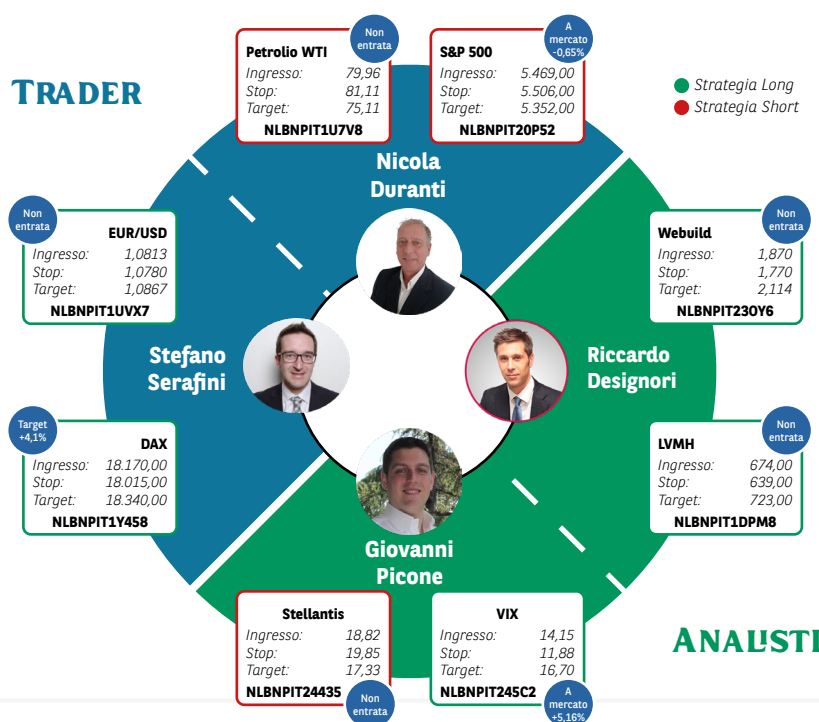 TRADER
Strategia Long
Strategia Short
Non
entrata
Petrolio WTI
Ingresso: 79,96
Stop: 81,11
Target: 75,11
NLBNPIT1U7V8
A
mercato
-0,65%
S&P 500
Ingresso: 5.469,00
Stop: 5.506,00
Target: 5.352,00
NLBNPIT20P52
Nicola
Duranti
Non
entrata
EUR/USD
Ingresso: 1,0813
Stop: 1,0780
Target: 1,0867
NLBNPIT1UVX7
Non
entrata
Webuild
Ingresso: 1,870
Stop: 1,770
Target: 2,114
NLBNPIT23OY6
Stefano
Serafini
Riccardo
Designori
Target
+4,1%
DAX
Ingresso: 18.170,00
Stop: 18.015,00
Target: 18.340,00
NLBNPIT1Y458
Non
entrata
LVMH
Ingresso: 674,00
Stop: 639,00
Target: 723,00
NLBNPIT1DPM8
Giovanni
Picone
Stellantis
Ingresso: 18,82
Stop: 19,85
Target: 17,33
NLBNPIT24435
Non
entrata
VIX
Ingresso: 14,15
Stop: 11,88
Target: 16,70
NLBNPIT245C2
A
mercato
+5,16%
ANALISTI